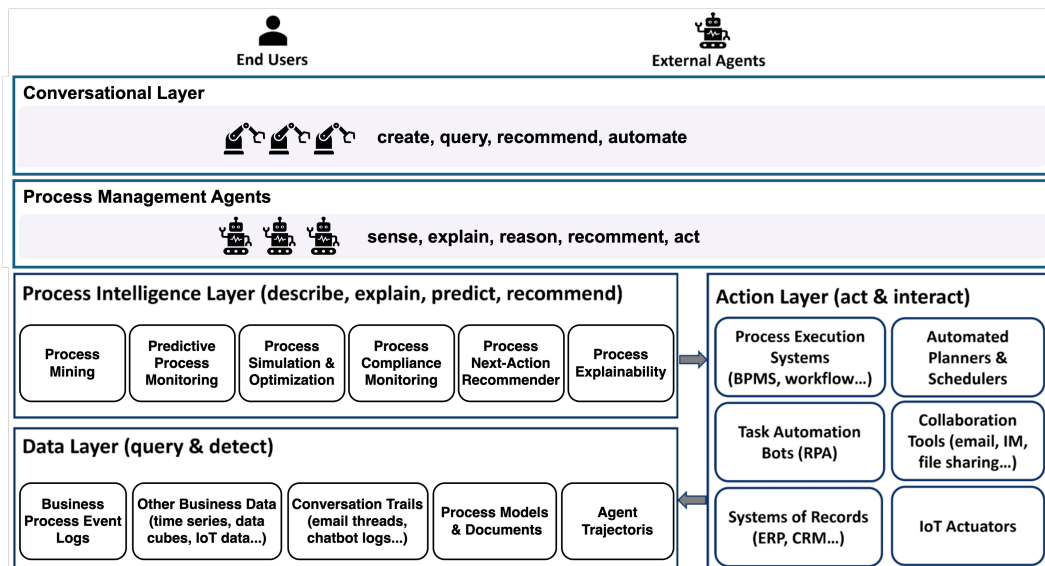 End Users
External Agents
Conversational Layer
create, query, recommend, automate
Process Management Agents
sense, explain, reason, recomment, act
Process Intelligence Layer (describe, explain, predict, recommend)
Process
Mining
Predictive
Process
Monitoring
Process
Simulation &
Optimization
Process
Compliance
Monitoring
Process
Next-Action
Recommender
Process
Explainability
Action Layer (act & interact)
Process Execution
Systems
(BPMS, workflow...)
Automated
Planners &
Schedulers
Task Automation
Bots (RPA)
Collaboration
Tools (email, IM,
file sharing...)
Systems of Records
(ERP, CRM...)
IoT Actuators
Data Layer (query & detect)
Business
Process Event
Logs
Other Business Data
(time series, data
cubes, IoT data...)
Conversation Trails
(email threads,
chatbot logs...)
Process Models
& Documents
Agent
Trajectoris